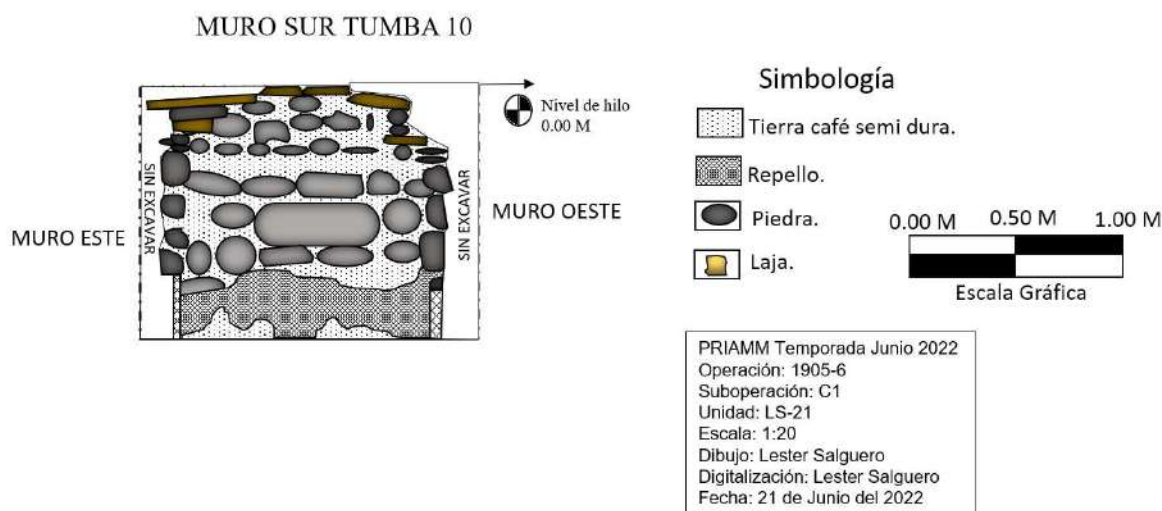 MURO SUR TUMBA 10
Nivel de hilo
0.00 M
SIN EXCAVAR
SIN EXCAVAR
MURO ESTE
MURO OESTE
Simbología
Tierra café semi dura.
Repello.
Piedra.
Laja.
0.00 M 0.50 M 1.00 M
Escala Gráfica
PRIAMM Temporada Junio 2022
Operación: 1905-6
Suboperación: C1
Unidad: LS-21
Escala: 1:20
Dibujo: Lester Salguero
Digitalización: Lester Salguero
Fecha: 21 de Junio del 2022